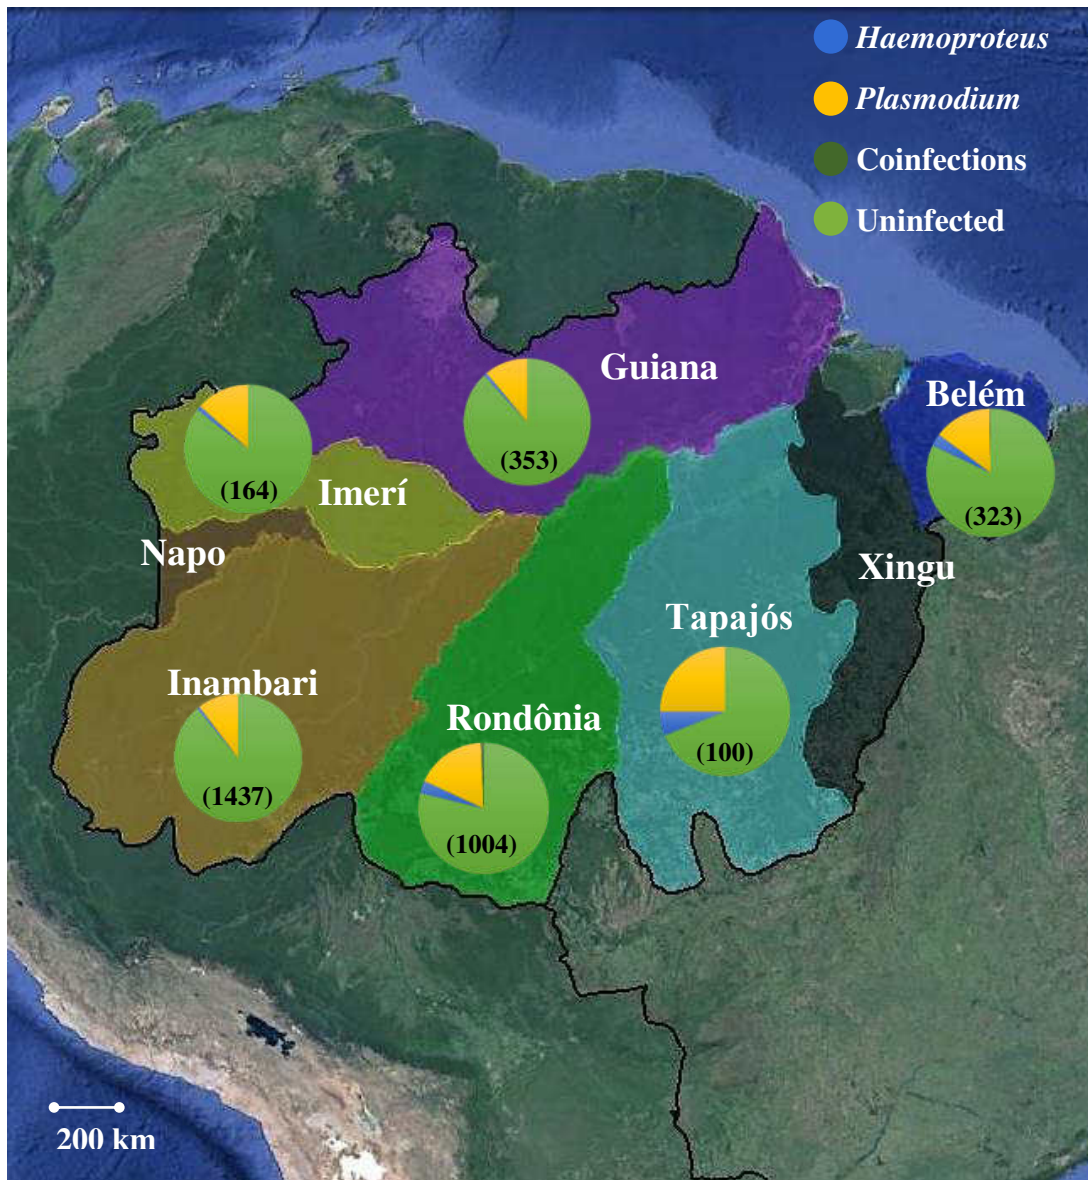 Haemoproteus
Plasmodium
Coinfections
Uninfected
Guiana
(353)
Belém
(323)
(164)
Imerí
Napo
Xingu
Tapajós
(100)
Inambari
(1437)
Rondônia
(1004)
200 km